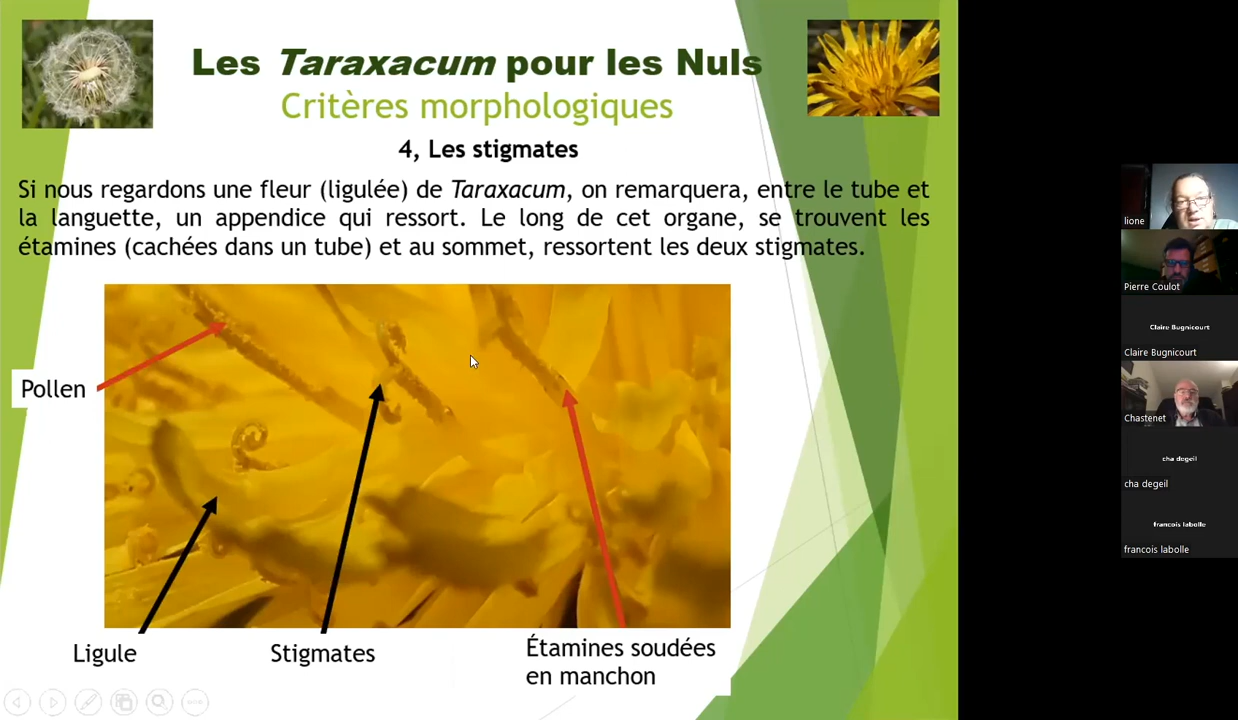 Les Taraxacum pour les Nuls
Critères morphologiques
4, Les stigmates
Si nous regardons une fleur (ligulée) de Taraxacum, on remarquera, entre le tube et
la languette, un appendice qui ressort. Le long de cet organe, se trouvent les
étamines (cachées dans un tube) et au sommet, ressortent les deux stigmates.
Pollen
Ligule
Stigmates
Étamines soudées
en manchon
lione
Pierre Coulot
Claire Bugnicourt
Claire Bugnicourt
Chastenet
cha degeil
cha degeil
francois labolle
francois labolle